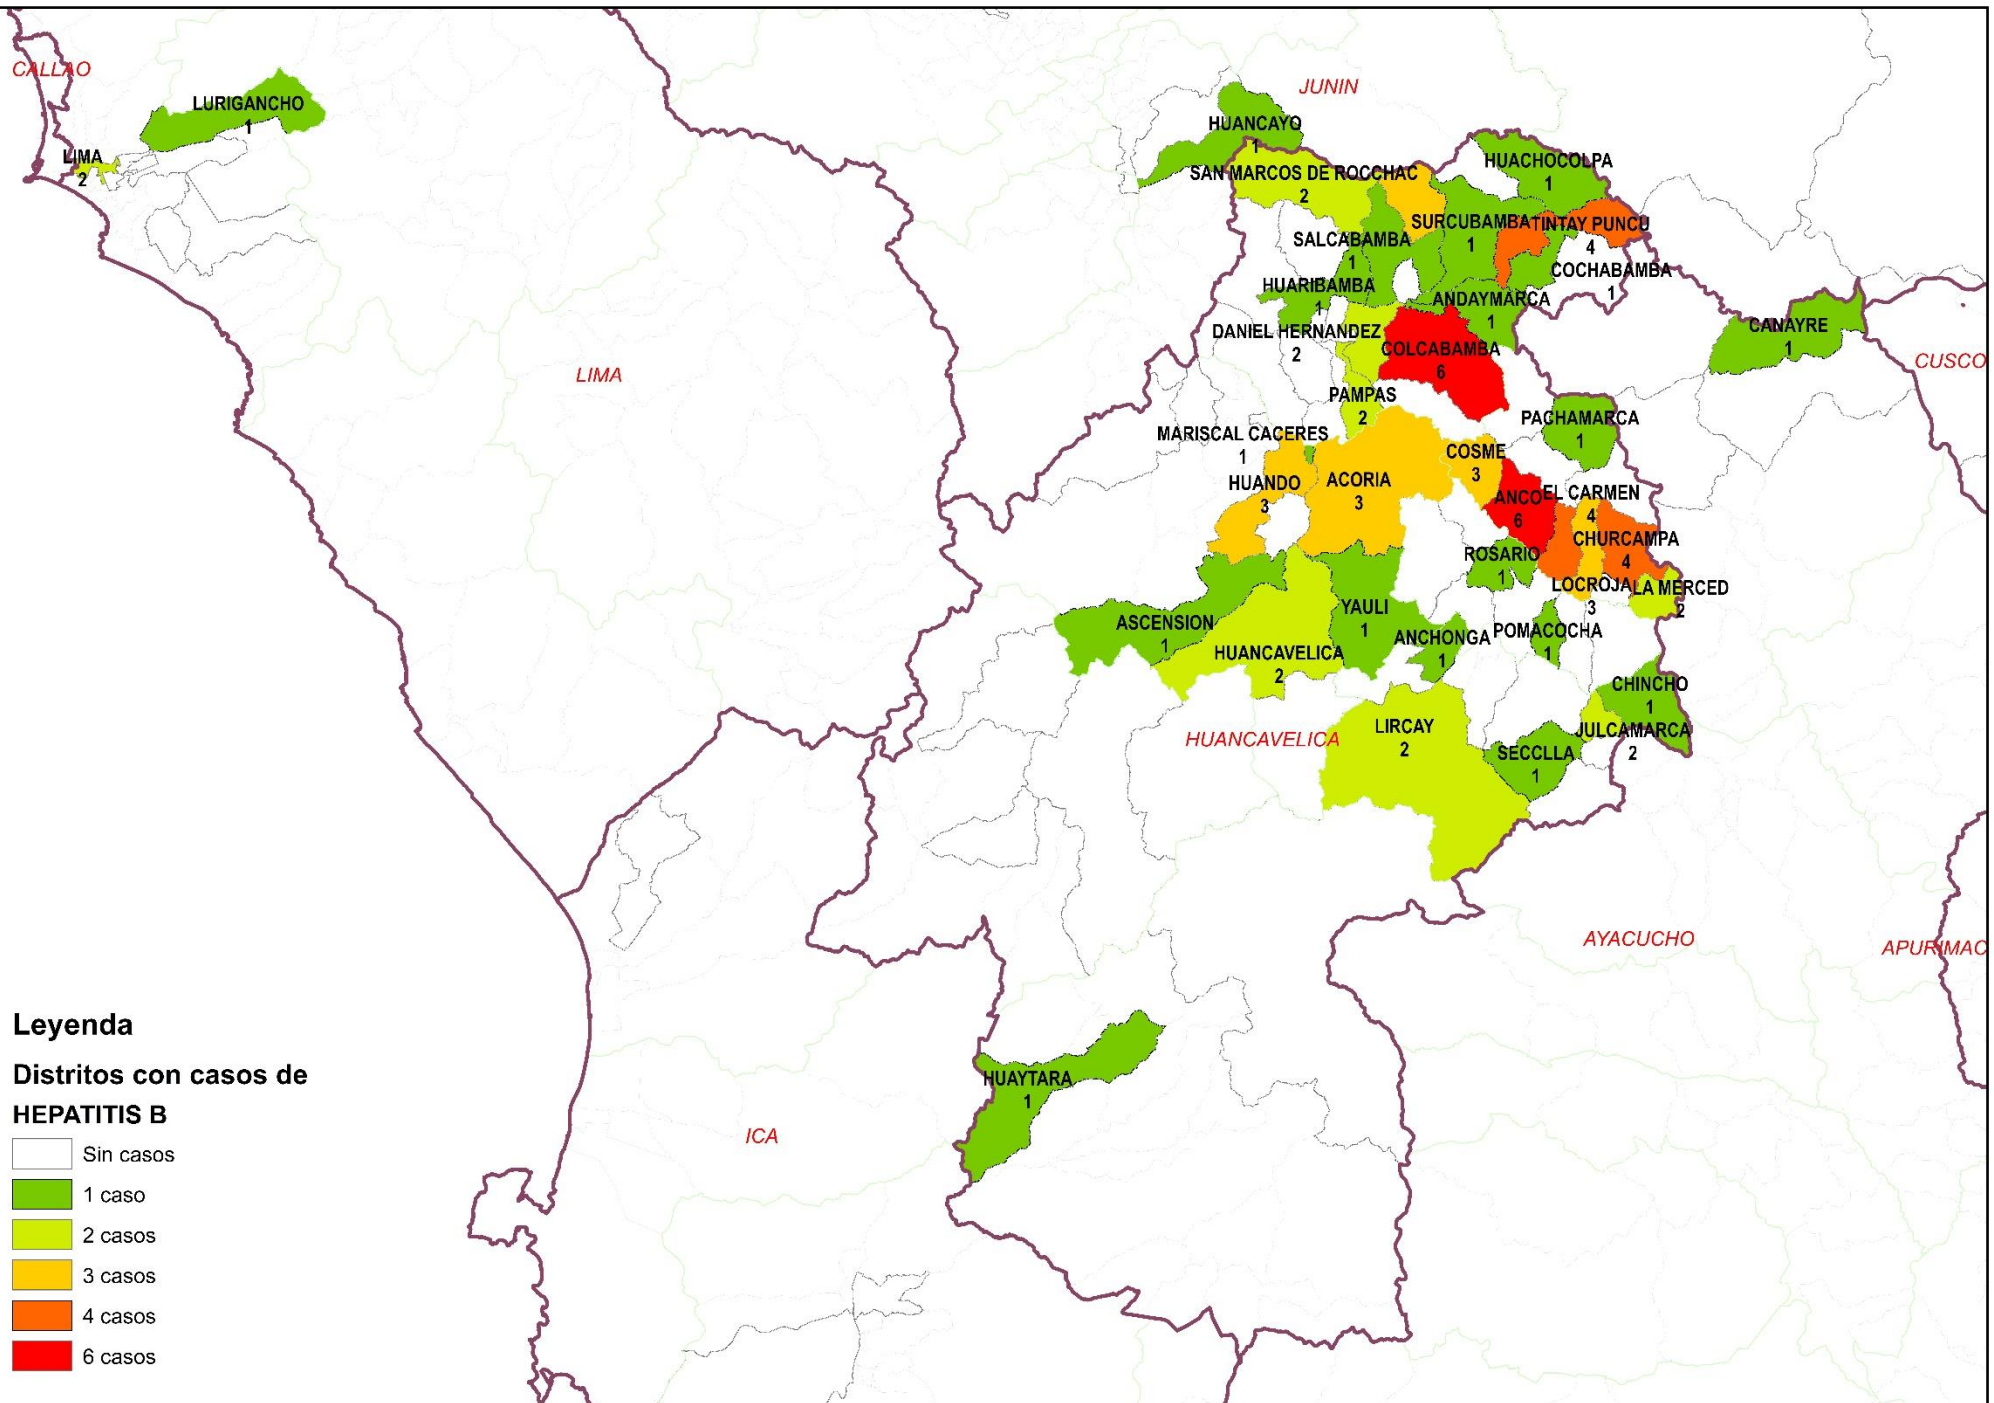 CALLAO
LURIGANCHO
1
LIMA
2
JUNIN
HUANCAYO
1
SAN MARCOS DE ROCCHAC
2
HUACHOCOLPA
1
SURCUBAMBA
1
TINTAY PUNCU
4
SALCABAMBA
1
COCHABAMBA
1
HUARIBAMBA
1
ANDAYMARCA
1
DANIEL HERNANDEZ
2
COLCABAMBA
6
CANAYRE
1
CUSCO
LIMA
PAMPAS
2
PACHAMARCA
1
MARISCAL CACERES
1
COSME
3
HUANDO
3
ACORIA
3
ANCO
6
EL CARMEN
4
CHURCAMPA
4
ROSARIO
1
LOCROJA
3
LA MERCED
2
YAULI
1
ASCENSION
1
ANCHONGA
1
POMACOCHA
1
HUANCAVELICA
2
CHINCHO
1
LIRCAY
2
HUANCAVELICA
JULCAMARCA
2
SECCLLA
1
AYACUCHO
APURIMAC
HUAYTARA
1
ICA
Leyenda
Distritos con casos de
HEPATITIS B
Sin casos
1 caso
2 casos
3 casos
4 casos
6 casos